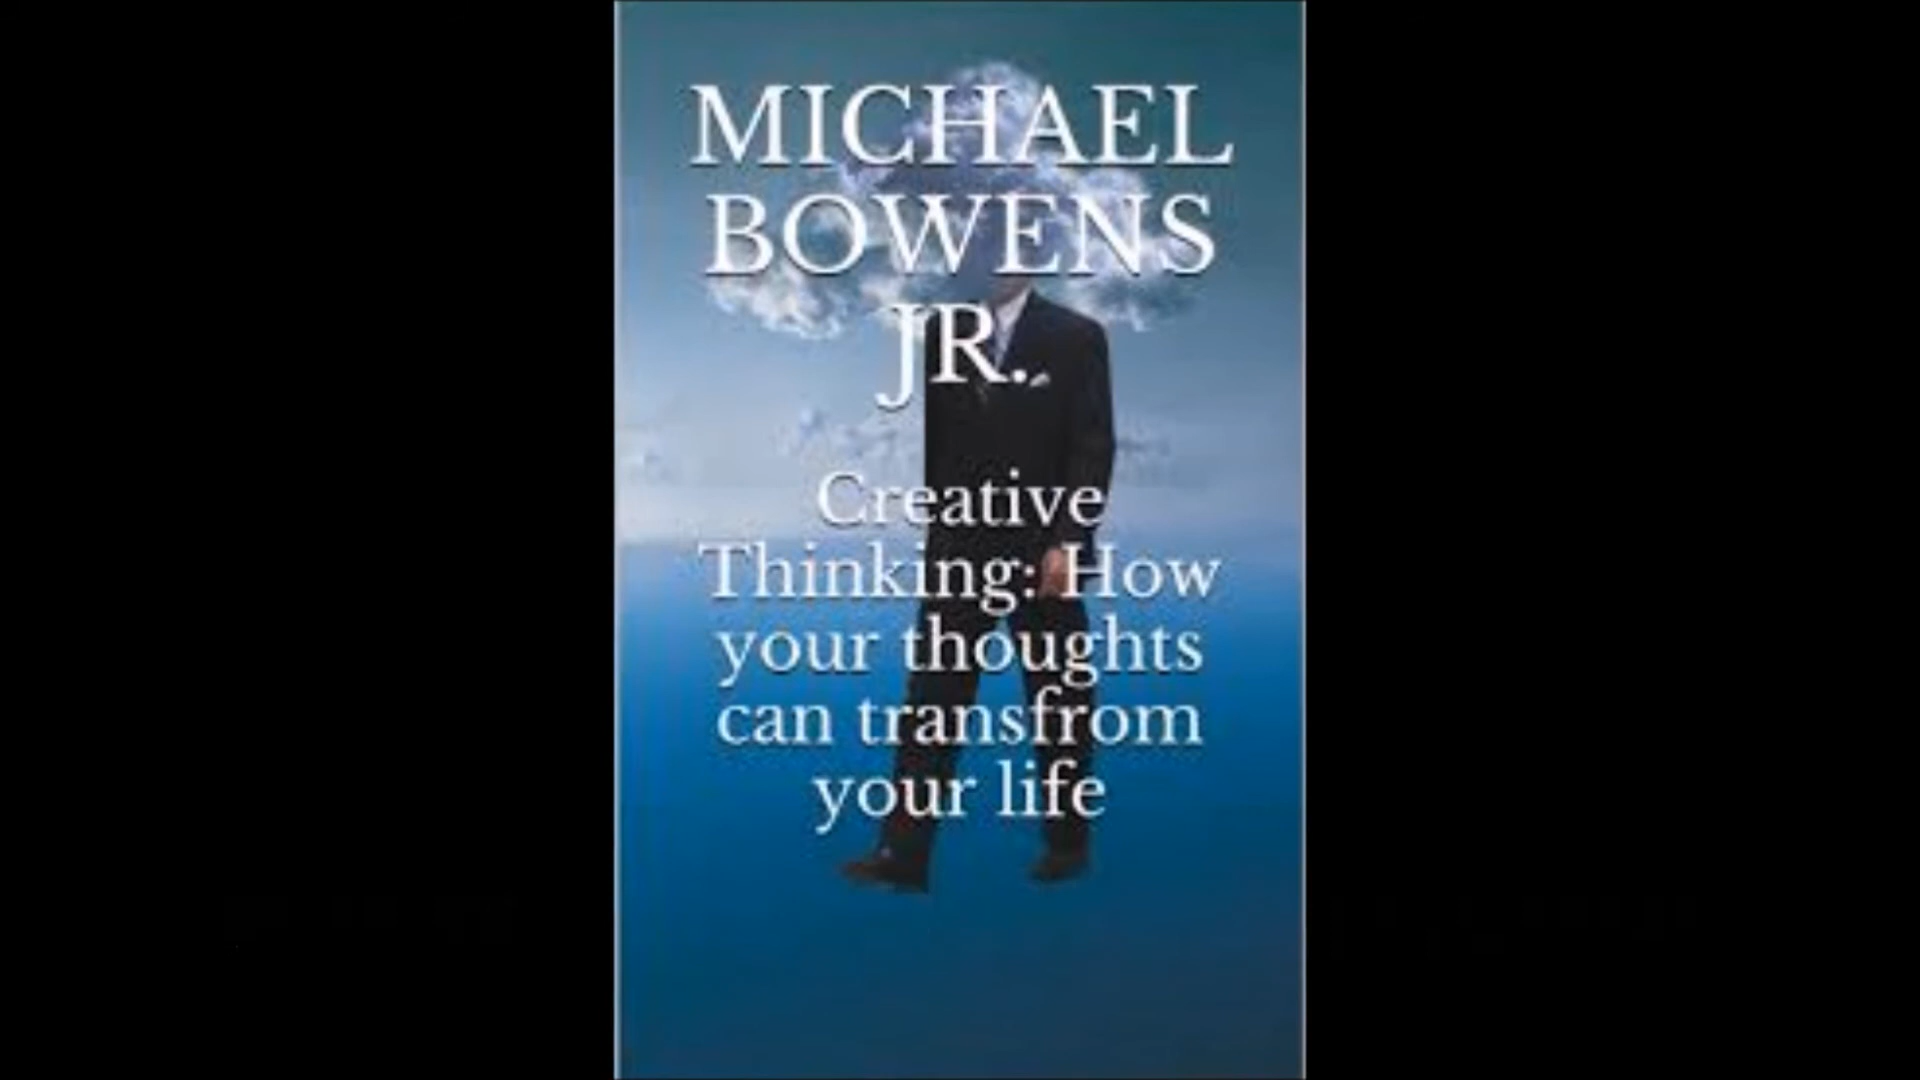 MICHAEL
BOWENS
JR.
Creative
Thinking: How
your thoughts
can transfrom
your life